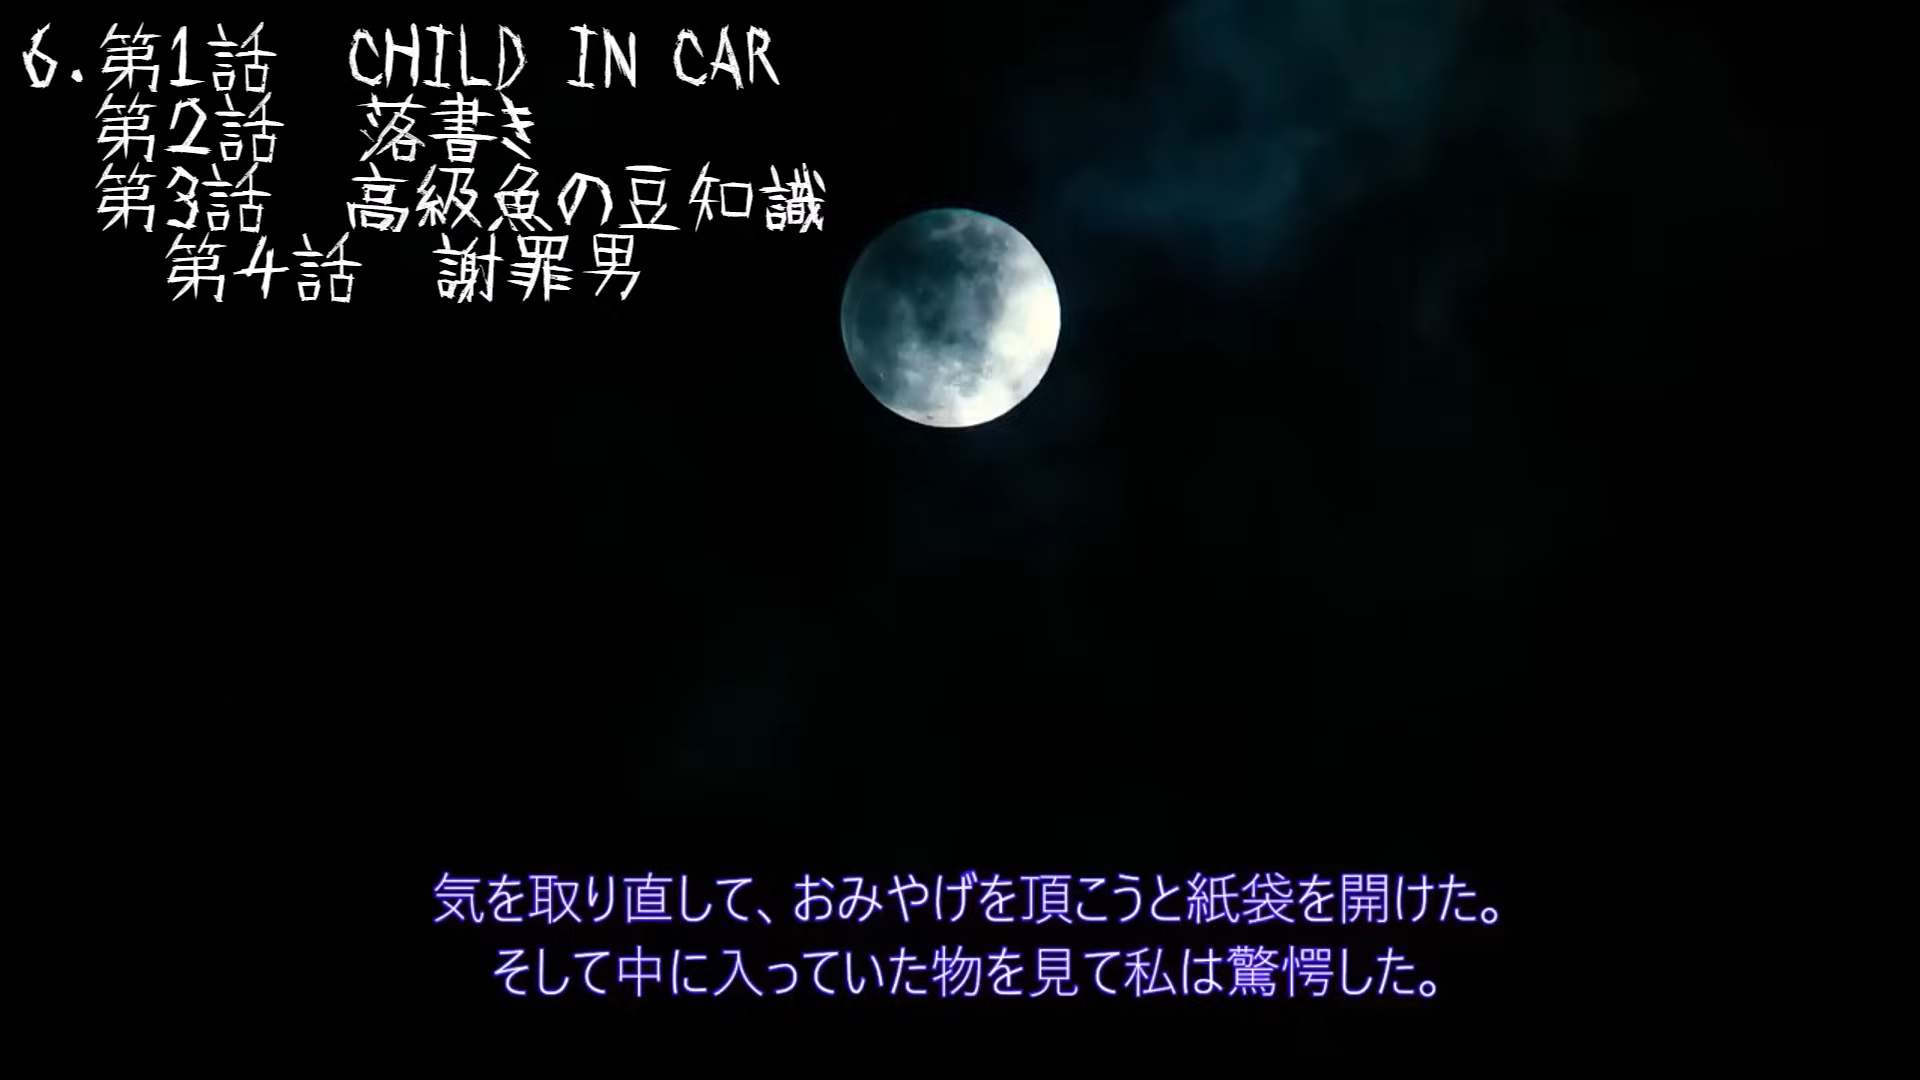 6.第1話　CHILD IN CAR
第2話　落書き
第3話　高級魚の豆知識
第4話　謝罪男
気を取り直して、おみやげを頂こうと紙袋を開けた。
そして中に入っていた物を見て私は驚愕した。